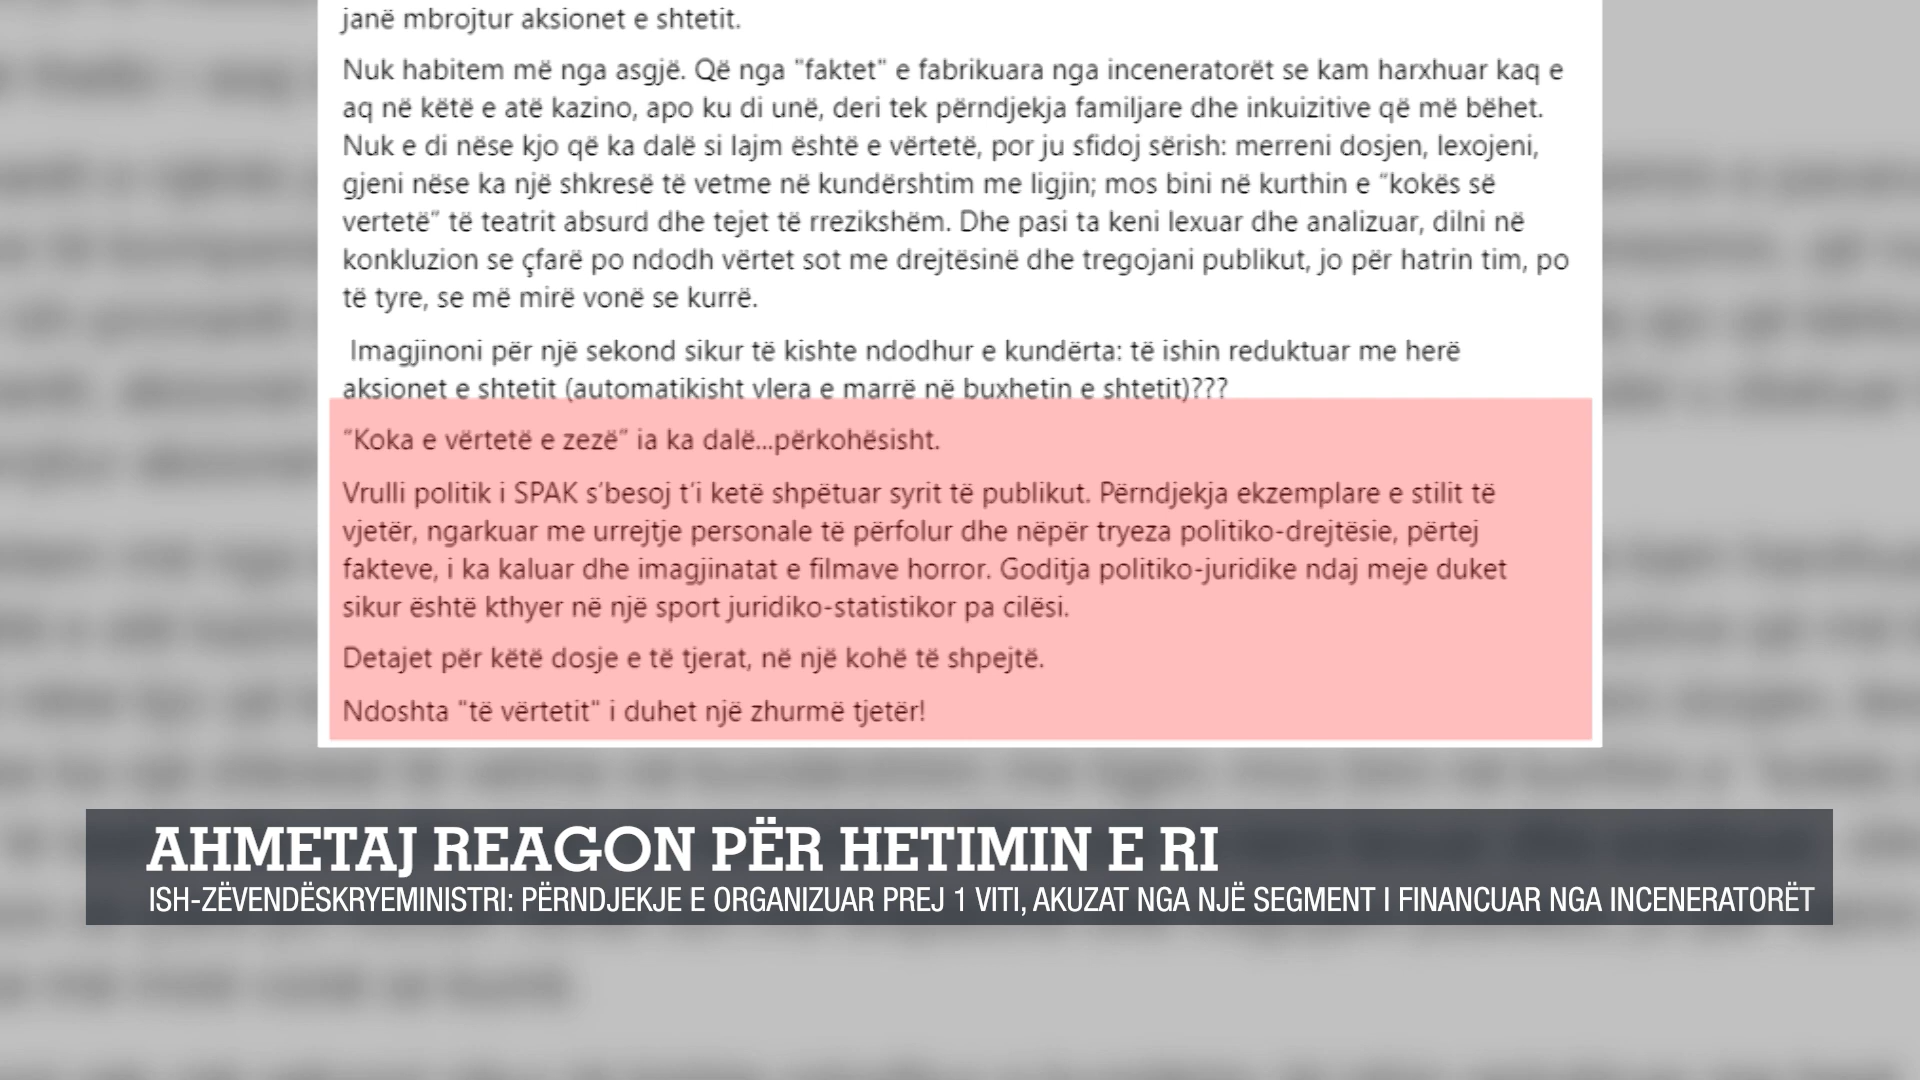 janë mbrojtur aksionet e shtetit.
Nuk habitem më nga asgjë. Që nga "faktet" e fabrikuara nga inceneratorët se kam harxhuar kaq e
aq në këtë e atë kazino, apo ku di unë, deri tek përndjekja familjare dhe inkuizitive që më bëhet.
Nuk e di nëse kjo që ka dalë si lajm është e vërtetë, por ju sfidoj sërish: merreni dosjen, lexojeni,
gjeni nëse ka një shkresë të vetme në kundërshtim me ligjin; mos bini në kurthin e “kokës së
vertetë” të teatrit absurd dhe tejet të rrezikshëm. Dhe pasi ta keni lexuar dhe analizuar, dilni në
konkluzion se çfarë po ndodh vërtet sot me drejtësinë dhe tregojani publikut, jo për hatrin tim, po
të tyre, se më mirë vonë se kurrë.
Imagjinoni për një sekond sikur të kishte ndodhur e kundërta: të ishin reduktuar me herë
aksionet e shtetit (automatikisht vlera e marrë në buxhetin e shtetit)???
“Koka e vërtetë e zezë” ia ka dalë...përkohësisht.
Vrulli politik i SPAK s’besoj t’i ketë shpëtuar syrit të publikut. Përndjekja ekzemplare e stilit të
vjetër, ngarkuar me urrejtje personale të përfolur dhe nëpër tryeza politiko-drejtësie, përtej
fakteve, i ka kaluar dhe imagjinatat e filmave horror. Goditja politiko-juridike ndaj meje duket
sikur është kthyer në një sport juridiko-statistikor pa cilësi.
Detajet për këtë dosje e të tjerat, në një kohë të shpejtë.
Ndoshta "të vërtetit" i duhet një zhurmë tjetër!
AHMETAJ REAGON PËR HETIMIN E RI
ISH-ZËVENDËSKRYEMINISTRI: PËRNDJEKJE E ORGANIZUAR PREJ 1 VITI, AKUZAT NGA NJË SEGMENT I FINANCUAR NGA INCENERATORËT